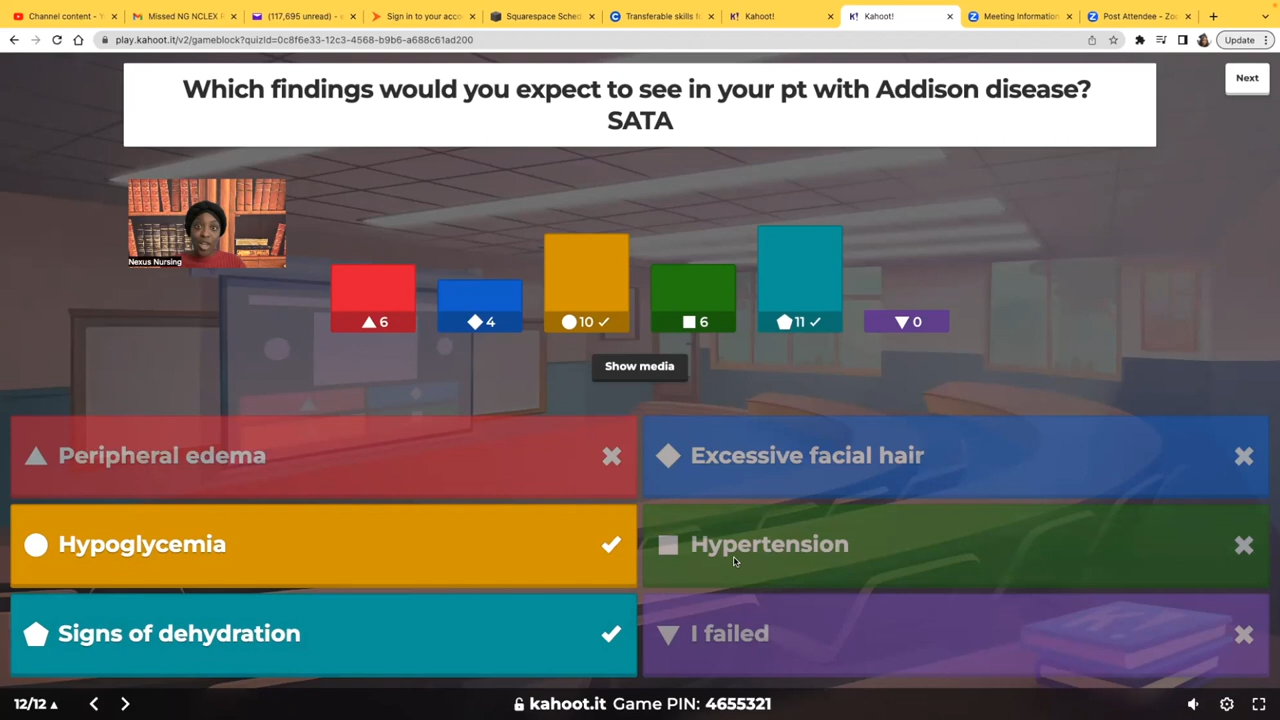 Channel content - Y
Missed NG NCLEX R
(117,695 unread) - e
Sign in to your acco
Squarespace Sched
Transferable skills fo
Kahoot!
Kahoot!
Meeting Information
Post Attendee - Zoo
play.kahoot.it/v2/gameblock?quizId=0c8f6e33-12c3-4568-b9b6-a688c61ad200
Update
Which findings would you expect to see in your pt with Addison disease?
SATA
Next
Nexus Nursing
6
4
10
6
11
0
Show media
Peripheral edema
Excessive facial hair
Hypoglycemia
Hypertension
Signs of dehydration
I failed
12/12
kahoot.it Game PIN: 4655321